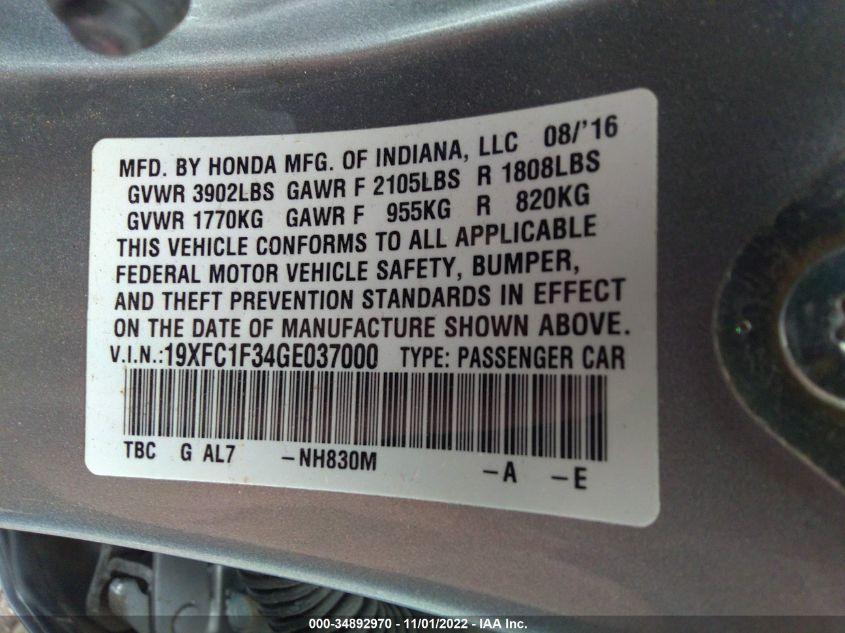 MFD. BY HONDA MFG. OF INDIANA, LLC 08/'16
GVWR 3902LBS GAWR F 2105LBS R 1808LBS
GVWR 1770KG GAWR F 955KG R 820KG
THIS VEHICLE CONFORMS TO ALL APPLICABLE
FEDERAL MOTOR VEHICLE SAFETY, BUMPER,
AND THEFT PREVENTION STANDARDS IN EFFECT
ON THE DATE OF MANUFACTURE SHOWN ABOVE.
V.I.N.:19XFC1F34GE037000 TYPE: PASSENGER CAR
TBC G AL7 -NH830M -A -E
000-34892970 - 11/01/2022 - IAA Inc.